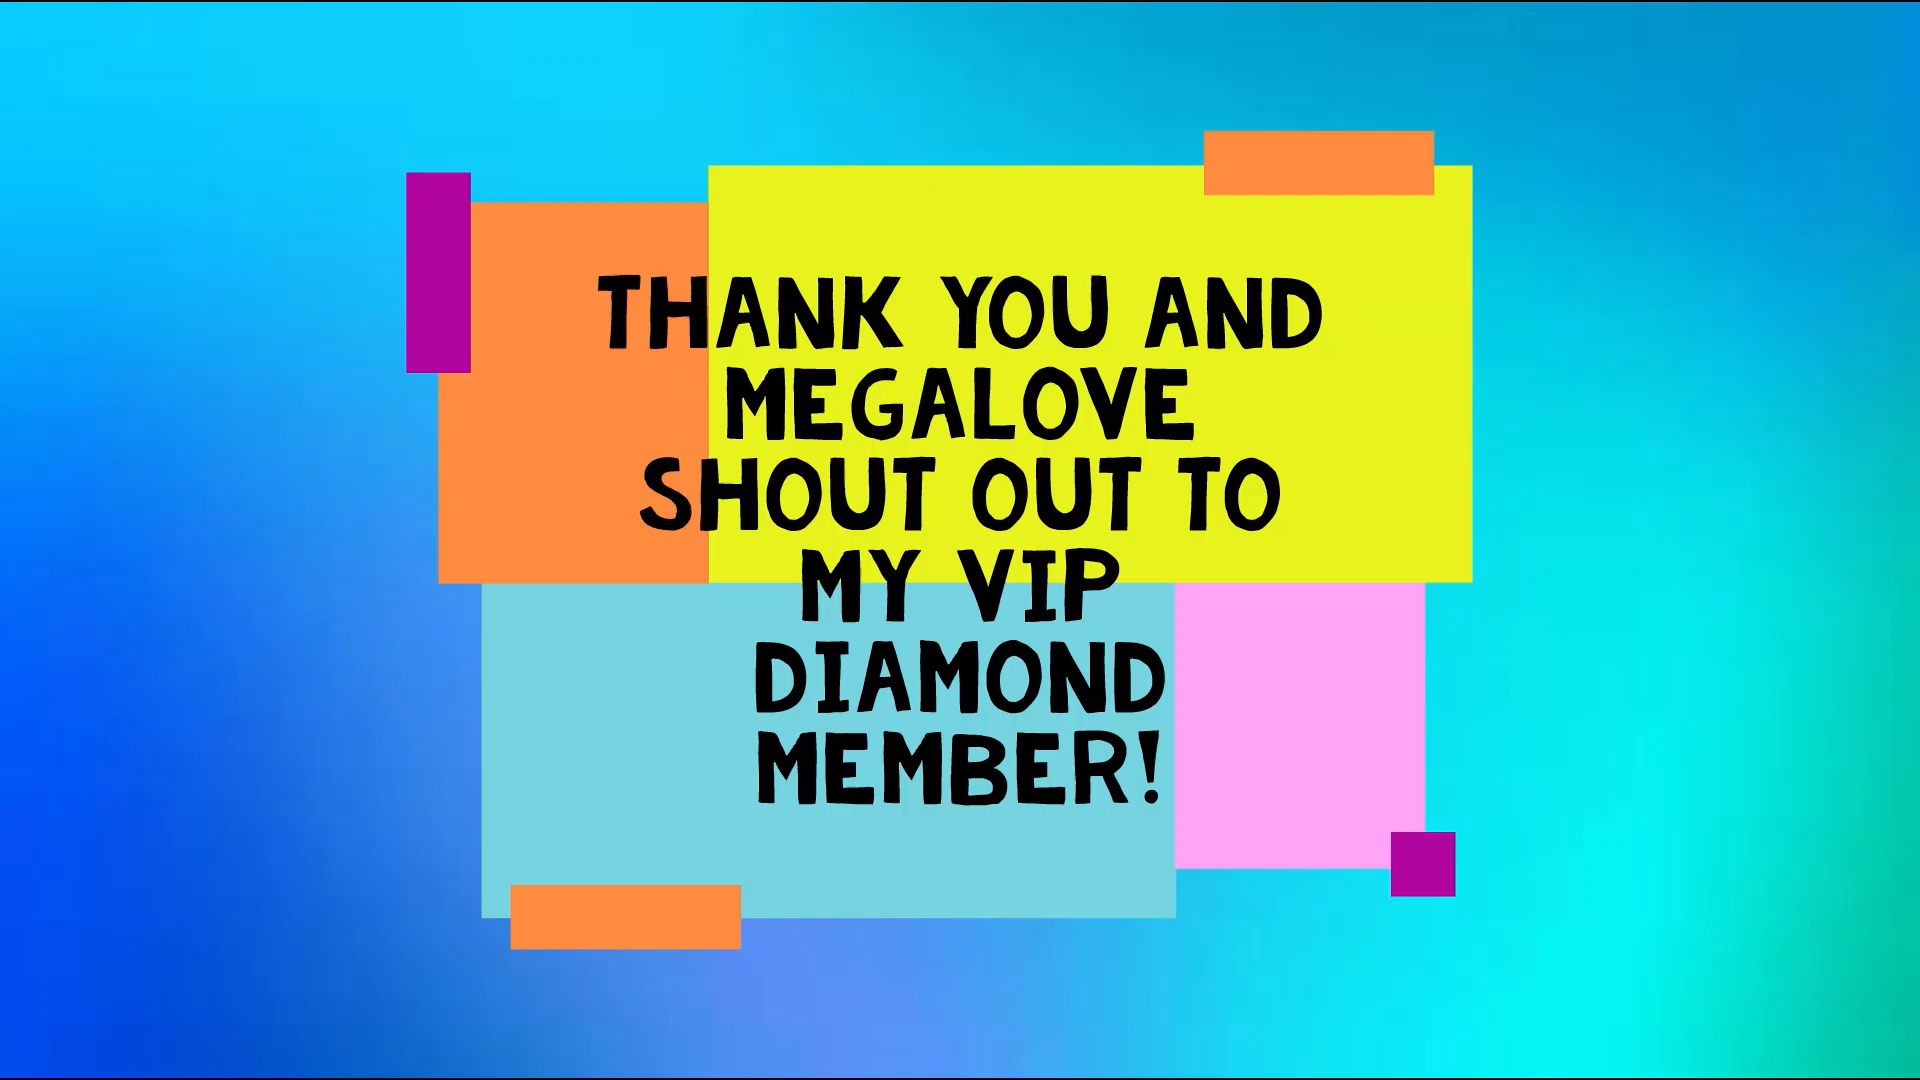 THANK YOU AND
MEGALOVE
SHOUT OUT TO
MY VIP
DIAMOND
MEMBER!